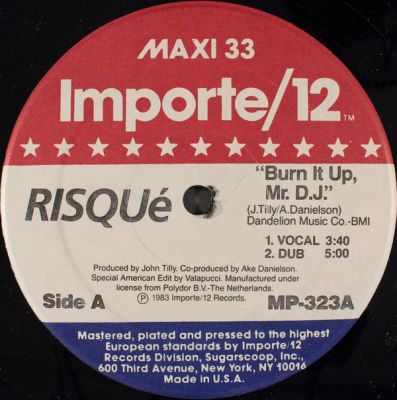 MAXI 33
Importe/12™
RISQUé
"Burn It Up,
Mr. D.J."
(J.Tilly/A.Danielson)
Dandelion Music Co.-BMI
1. VOCAL 3:40
2. DUB 5:00
Produced by John Tilly. Co-produced by Ake Danielson.
Special American Edit by Valapucci. Manufactured under
license from Polydor B.V.-The Netherlands.
Side A
℗ 1983 Importe/12 Records.
MP-323A
Mastered, plated and pressed to the highest
European standards by Importe/12
Records Division, Sugarscoop, Inc.,
600 Third Avenue, New York, NY 10016
Made in U.S.A.